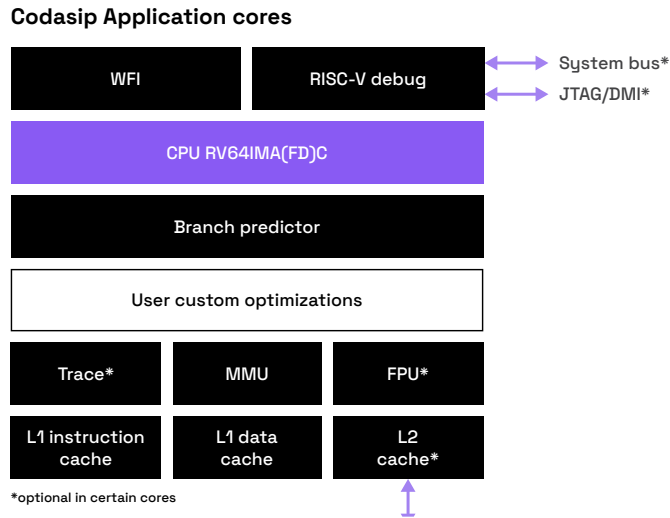 Codasip Application cores
WFI
RISC-V debug
System bus*
JTAG/DMI*
CPU RV64IMA(FD)C
Branch predictor
User custom optimizations
Trace*
MMU
FPU*
L1 instruction
cache
L1 data
cache
L2
cache*
*optional in certain cores